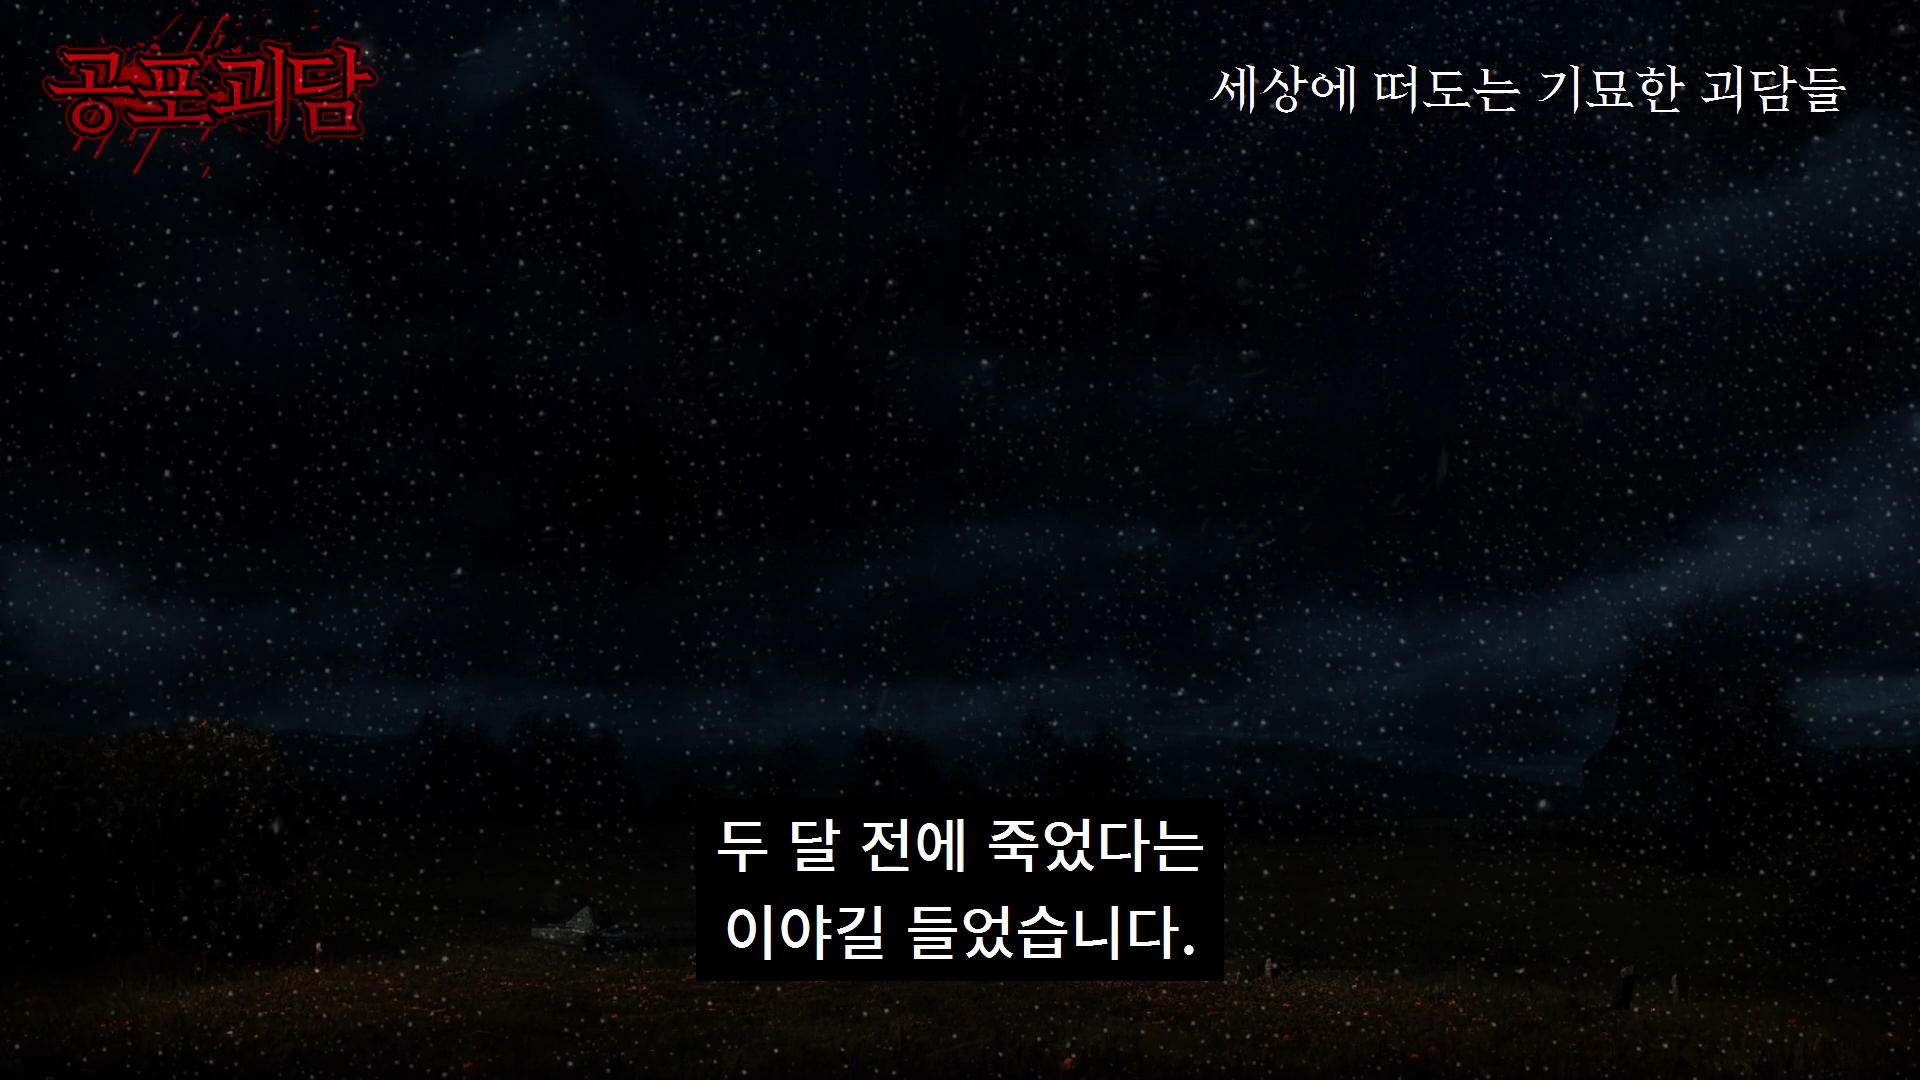 공포괴담
세상에 떠도는 기묘한 괴담들
두 달 전에 죽었다는
이야길 들었습니다.